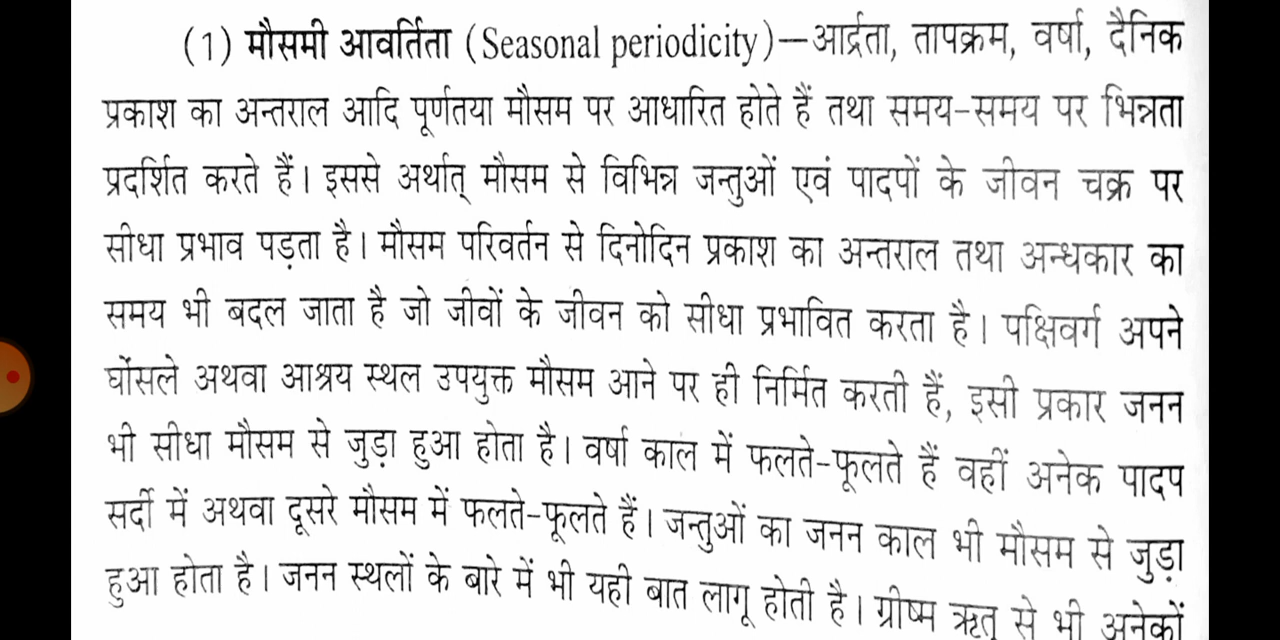 (1) मौसमी आवर्तिता (Seasonal periodicity)—आर्द्रता, तापक्रम, वर्षा, दैनिक
प्रकाश का अन्तराल आदि पूर्णतया मौसम पर आधारित होते हैं तथा समय-समय पर भिन्नता
प्रदर्शित करते हैं। इससे अर्थात् मौसम से विभिन्न जन्तुओं एवं पादपों के जीवन चक्र पर
सीधा प्रभाव पड़ता है। मौसम परिवर्तन से दिनोदिन प्रकाश का अन्तराल तथा अन्धकार का
समय भी बदल जाता है जो जीवों के जीवन को सीधा प्रभावित करता है। पक्षिवर्ग अपने
घोंसले अथवा आश्रय स्थल उपयुक्त मौसम आने पर ही निर्मित करती हैं, इसी प्रकार जनन
भी सीधा मौसम से जुड़ा हुआ होता है। वर्षा काल में फलते-फूलते हैं वहीं अनेक पादप
सर्दी में अथवा दूसरे मौसम में फलते-फूलते हैं। जन्तुओं का जनन काल भी मौसम से जुड़ा
हुआ होता है। जनन स्थलों के बारे में भी यही बात लागू होती है। ग्रीष्म ऋतु से भी अनेकों